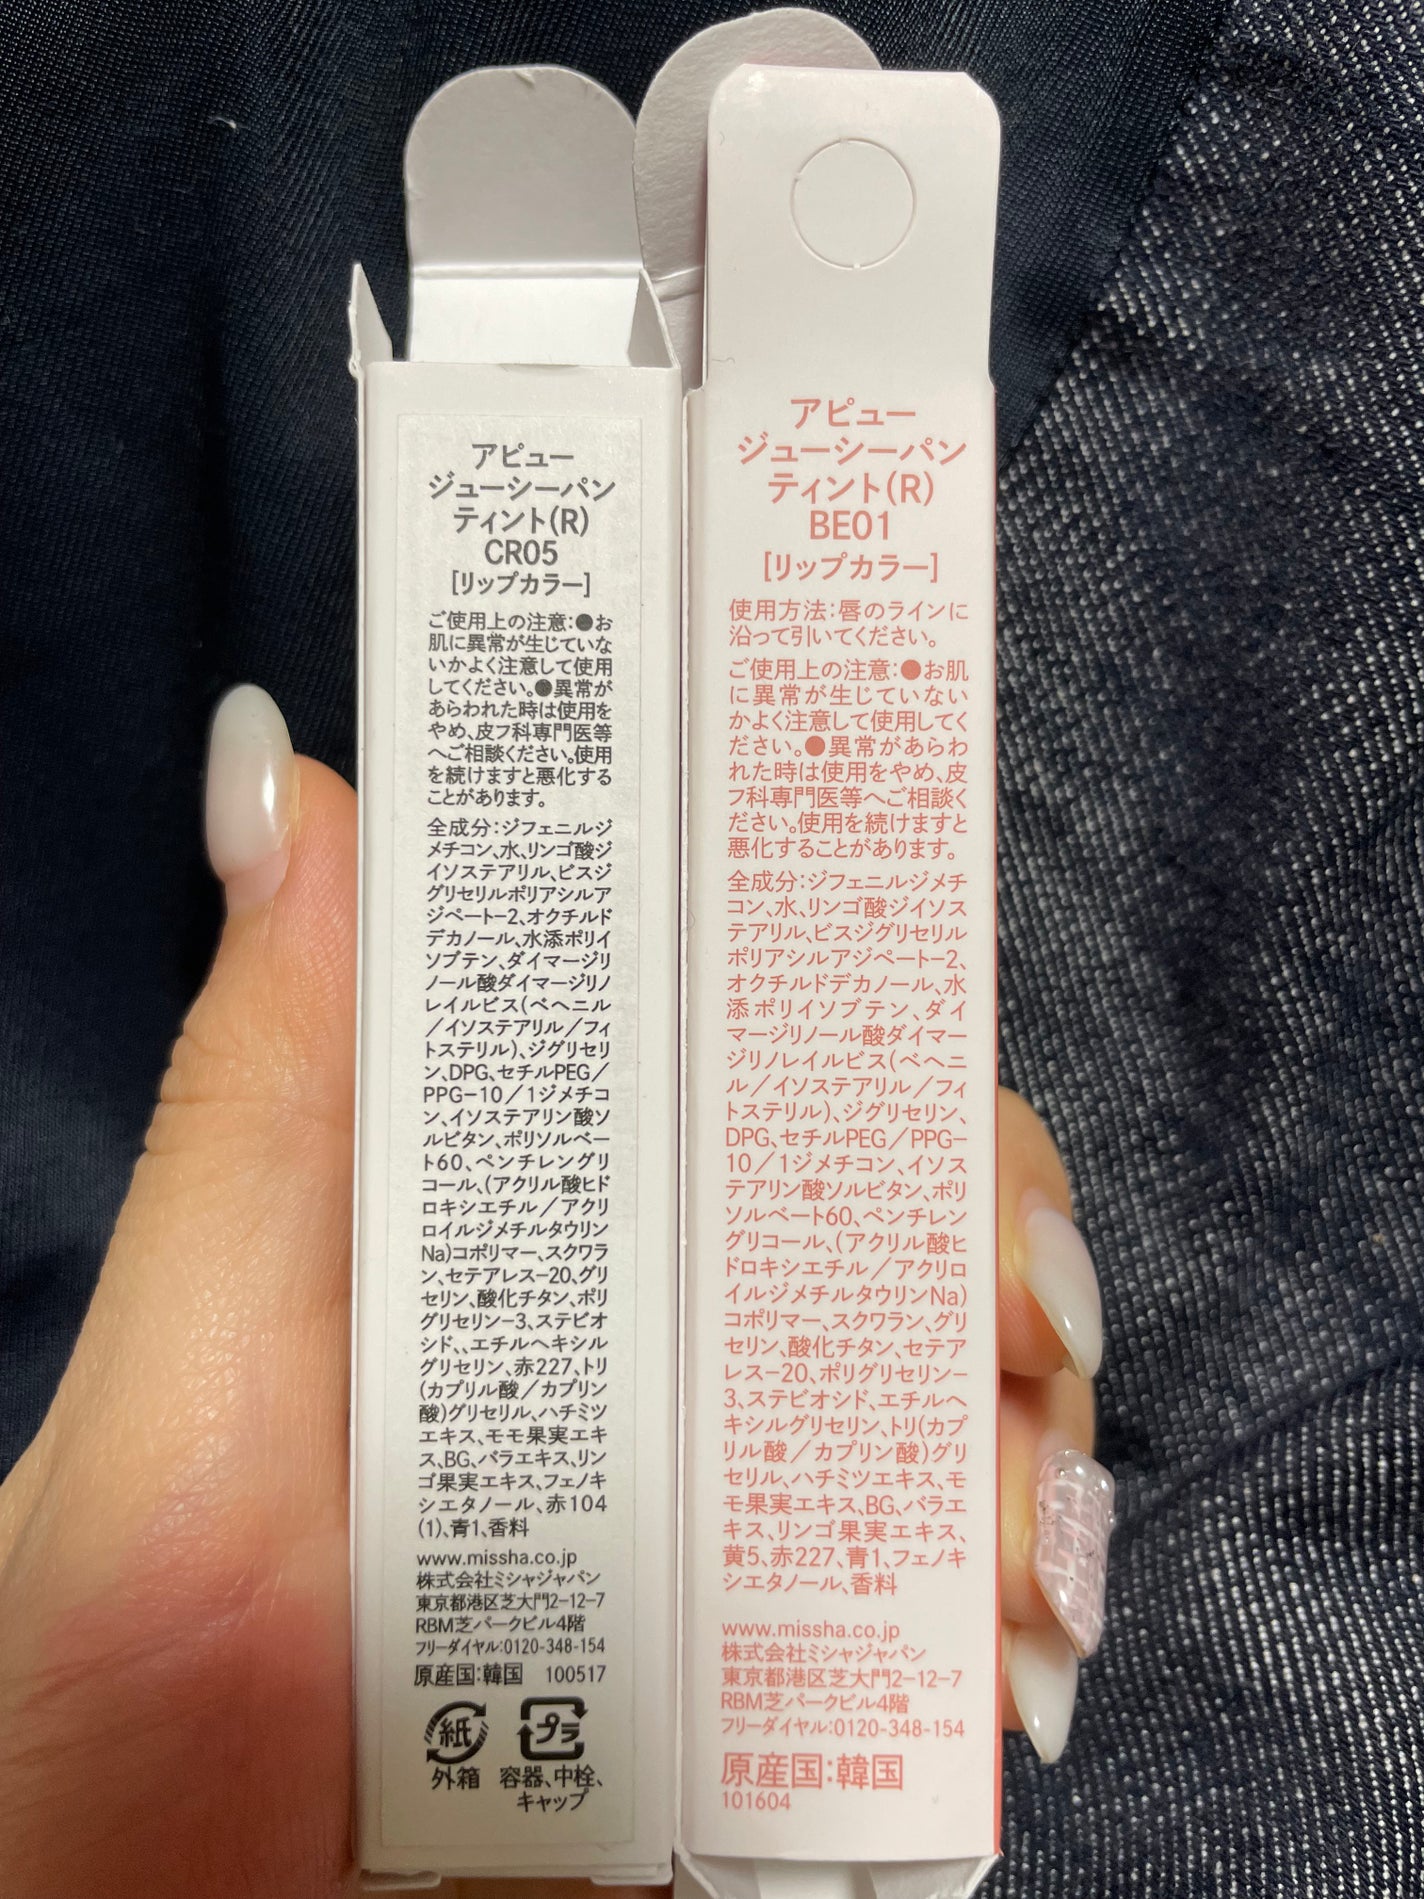 アピュー
ジューシーパン
ティント(R)
CR05
[リップカラー]
ご使用上の注意:●お
肌に異常が生じていな
いかよく注意して使用
してください。●異常が
あらわれた時は使用を
やめ、皮フ科専門医等
へご相談ください。使用
を続けますと悪化する
ことがあります。
全成分:ジフェニルジ
メチコン、水、リンゴ酸ジ
イソステアリル、ビスジ
グリセリルポリアシルア
ジペート-2、オクチルド
デカノール、水添ポリイ
ソブテン、ダイマージリ
ノール酸ダイマージリノ
レイルビス(ベヘニル
/イソステアリル/フィ
トステリル)、ジグリセリ
ン、DPG、セチルPEG/
PPG-10/1ジメチコ
ン、イソステアリン酸ソ
ルビタン、ポリソルベー
ト60、ペンチレングリ
コール、(アクリル酸ヒド
ロキシエチル/アクリ
ロイルジメチルタウリン
Na)コポリマー、スクワラ
ン、セテアレス-20、グリ
セリン、酸化チタン、ポリ
グリセリン-3、ステビオ
シド、、エチルヘキシル
グリセリン、赤227、トリ
(カプリル酸/カプリン
酸)グリセリル、ハチミツ
エキス、モモ果実エキ
ス、BG、バラエキス、リン
ゴ果実エキス、フェノキ
シエタノール、赤104
(1)、青1、香料
www.missha.co.jp
株式会社ミシャジャパン
東京都港区芝大門2-12-7
RBM芝パークビル4階
フリーダイヤル:0120-348-154
原産国:韓国 100517
紙 プラ
外箱 容器、中栓、
キャップ
アピュー
ジューシーパン
ティント(R)
BE01
[リップカラー]
使用方法:唇のラインに
沿って引いてください。
ご使用上の注意:●お肌
に異常が生じていない
かよく注意して使用してく
ださい。●異常があらわ
れた時は使用をやめ、皮
フ科専門医等へご相談く
ださい。使用を続けますと
悪化することがあります。
全成分:ジフェニルジメチ
コン、水、リンゴ酸ジイソス
テアリル、ビスジグリセリル
ポリアシルアジペート-2、
オクチルドデカノール、水
添ポリイソブテン、ダイ
マージリノール酸ダイマー
ジリノレイルビス(ベヘニ
ル/イソステアリル/フィ
トステリル)、ジグリセリン、
DPG、セチルPEG/PPG-
10/1ジメチコン、イソス
テアリン酸ソルビタン、ポリ
ソルベート60、ペンチレン
グリコール、(アクリル酸ヒ
ドロキシエチル/アクリロ
イルジメチルタウリンNa)
コポリマー、スクワラン、グリ
セリン、酸化チタン、セテア
レス-20、ポリグリセリン-
3、ステビオシド、エチルヘ
キシルグリセリン、トリ(カプ
リル酸/カプリン酸)グリ
セリル、ハチミツエキス、モ
モ果実エキス、BG、バラエ
キス、リンゴ果実エキス、
黄5、赤227、青1、フェノキ
シエタノール、香料
www.missha.co.jp
株式会社ミシャジャパン
東京都港区芝大門2-12-7
RBM芝パークビル4階
フリーダイヤル:0120-348-154
原産国:韓国
101604